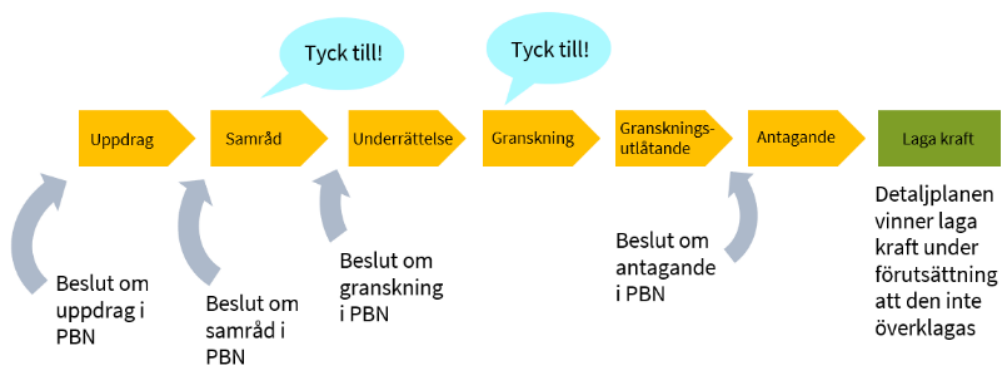 Tyck till!
Tyck till!
Uppdrag
Samråd
Underrättelse
Granskning
Gransknings-
utlåtande
Antagande
Laga kraft
Beslut om
uppdrag i
PBN
Beslut om
samråd i
PBN
Beslut om
granskning
i PBN
Beslut om
antagande
i PBN
Detaljplanen
vinner laga
kraft under
förutsättning
att den inte
överklagas